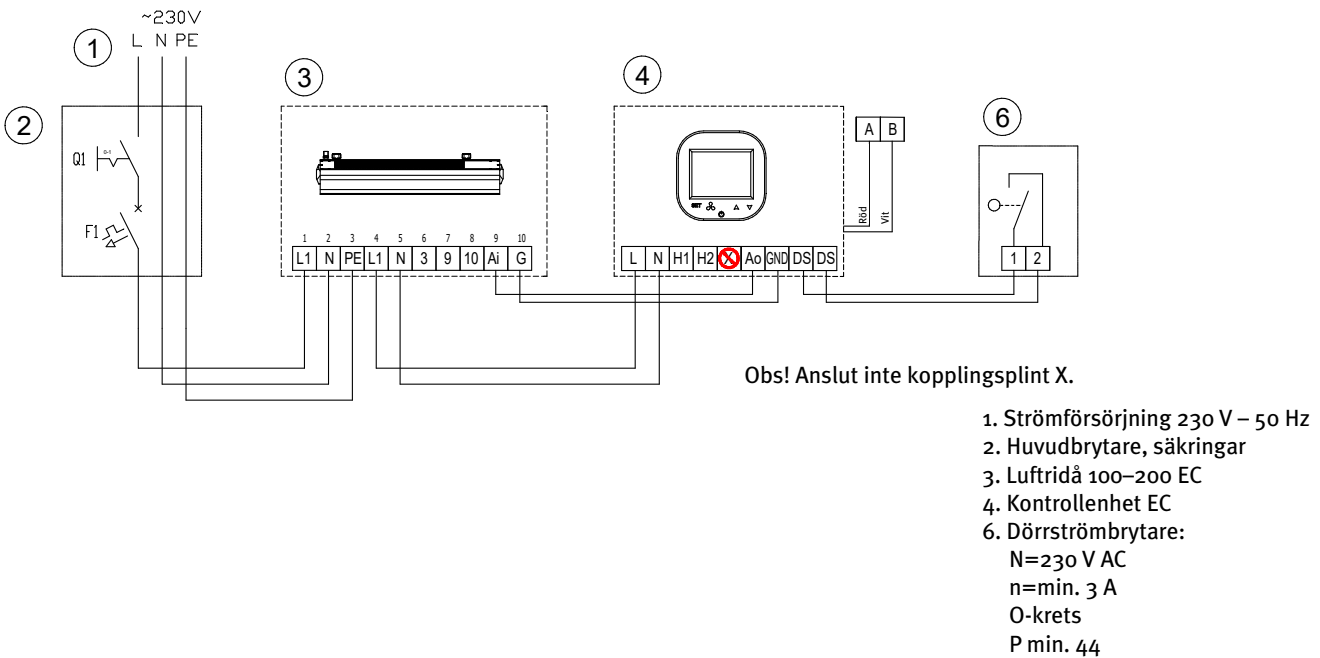 ~230V
L N PE
1
2
3
4
6
Q1
0-1
F1
SET
A B
Röd
Vit
1 2 3 4 5 6 7 8 9 10
L1 N PE L1 N 3 9 10 Ai G
L N H1 H2 X Ao GND DS DS
1 2
Obs! Anslut inte kopplingsplint X.
1. Strömförsörjning 230 V – 50 Hz
2. Huvudbrytare, säkringar
3. Luftridå 100–200 EC
4. Kontrollenhet EC
6. Dörrströmbrytare:
N=230 V AC
n=min. 3 A
O-krets
P min. 44